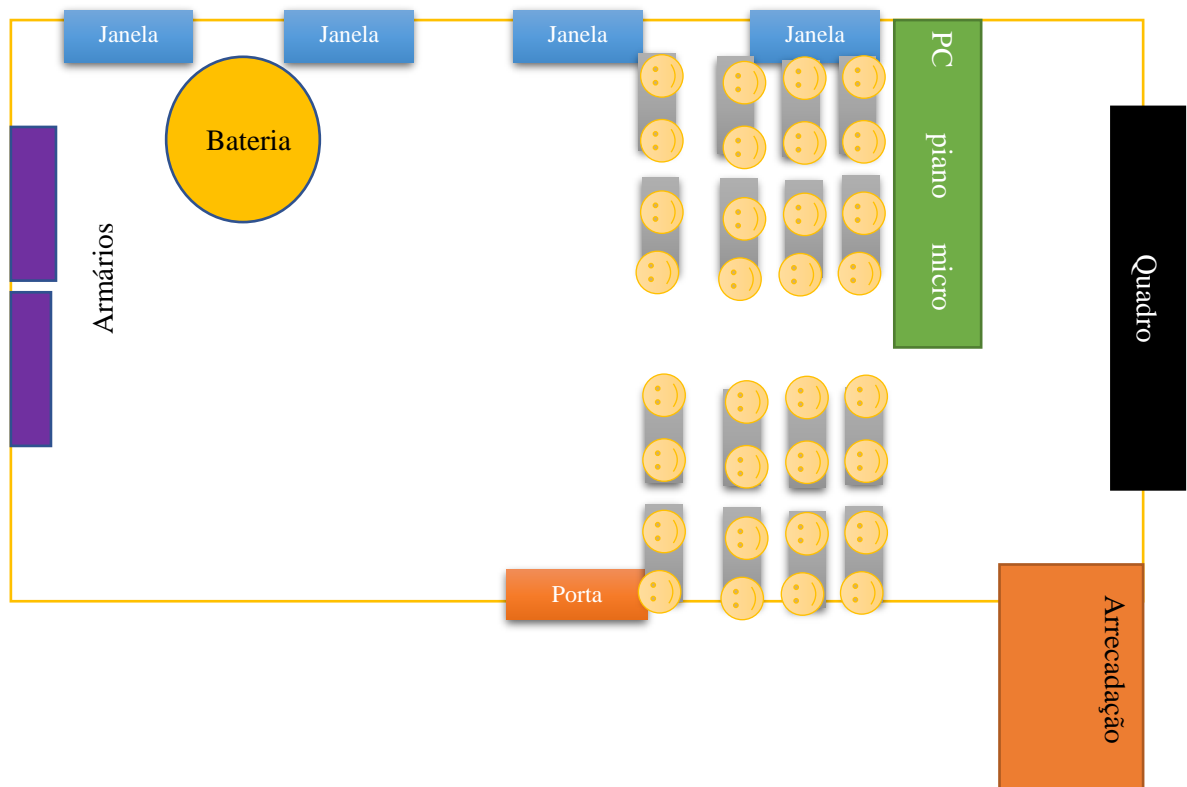 Janela
Janela
Janela
Janela
Bateria
Armários
PC piano micro
Quadro
Porta
Arrecadação